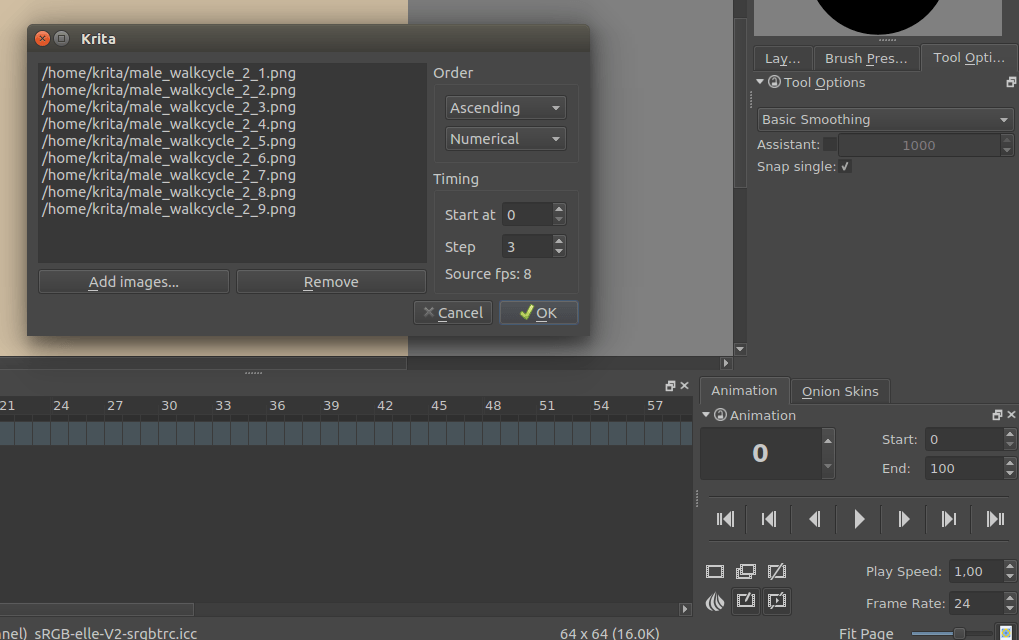 Krita
/home/krita/male_walkcycle_2_1.png
/home/krita/male_walkcycle_2_2.png
/home/krita/male_walkcycle_2_3.png
/home/krita/male_walkcycle_2_4.png
/home/krita/male_walkcycle_2_5.png
/home/krita/male_walkcycle_2_6.png
/home/krita/male_walkcycle_2_7.png
/home/krita/male_walkcycle_2_8.png
/home/krita/male_walkcycle_2_9.png
Add images...
Remove
Order
Ascending
Numerical
Timing
Start at 0
Step 3
Source fps: 8
Cancel
OK
Lay...
Brush Pres...
Tool Opti...
Tool Options
Basic Smoothing
Assistant: 1000
Snap single:
21 24 27 30 33 36 39 42 45 48 51 54 57
Animation
Onion Skins
Animation
0
Start: 0
End: 100
Play Speed: 1,00
Frame Rate: 24
nel) sRGB-elle-V2-srgbtrc.icc
64 x 64 (16.0K)
Fit Page